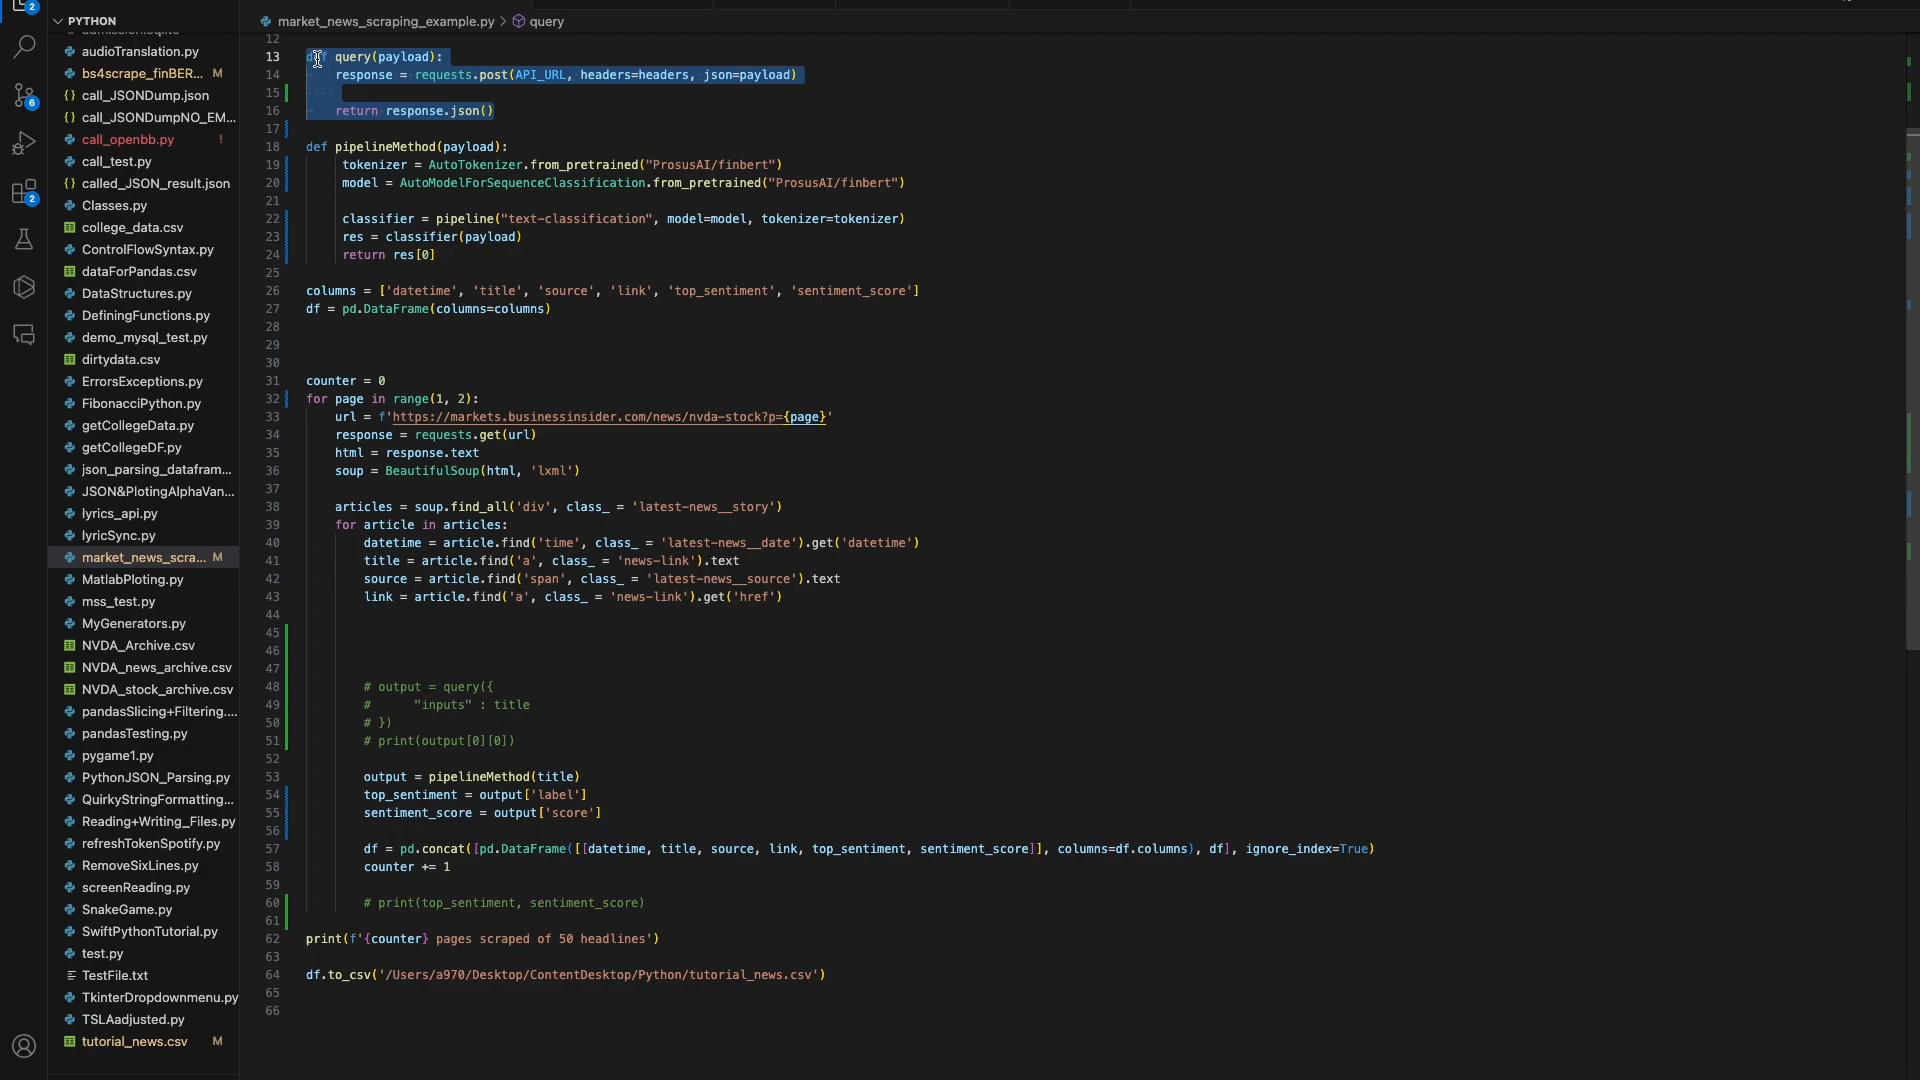 2
PYTHON
audioTranslation.py
bs4scrape_finBER... M
call_JSONDump.json
call_JSONDumpNO_EM...
call_openbb.py !
call_test.py
called_JSON_result.json
Classes.py
college_data.csv
ControlFlowSyntax.py
dataForPandas.csv
DataStructures.py
DefiningFunctions.py
demo_mysql_test.py
dirtydata.csv
ErrorsExceptions.py
FibonacciPython.py
getCollegeData.py
getCollegeDF.py
json_parsing_datafram...
JSON&PlotingAlphaVan...
lyrics_api.py
lyricSync.py
market_news_scra... M
MatlabPloting.py
mss_test.py
MyGenerators.py
NVDA_Archive.csv
NVDA_news_archive.csv
NVDA_stock_archive.csv
pandasSlicing+Filtering....
pandasTesting.py
pygame1.py
PythonJSON_Parsing.py
QuirkyStringFormatting...
Reading+Writing_Files.py
refreshTokenSpotify.py
RemoveSixLines.py
screenReading.py
SnakeGame.py
SwiftPythonTutorial.py
test.py
TestFile.txt
TkinterDropdownmenu.py
TSLAadjusted.py
tutorial_news.csv M
6
2
market_news_scraping_example.py > query
12
13 def query(payload):
14 response = requests.post(API_URL, headers=headers, json=payload)
15
16 return response.json()
17
18 def pipelineMethod(payload):
19 tokenizer = AutoTokenizer.from_pretrained("ProsusAI/finbert")
20 model = AutoModelForSequenceClassification.from_pretrained("ProsusAI/finbert")
21
22 classifier = pipeline("text-classification", model=model, tokenizer=tokenizer)
23 res = classifier(payload)
24 return res[0]
25
26 columns = ['datetime', 'title', 'source', 'link', 'top_sentiment', 'sentiment_score']
27 df = pd.DataFrame(columns=columns)
28
29
30
31 counter = 0
32 for page in range(1, 2):
33 url = f'https://markets.businessinsider.com/news/nvda-stock?p={page}'
34 response = requests.get(url)
35 html = response.text
36 soup = BeautifulSoup(html, 'lxml')
37
38 articles = soup.find_all('div', class_ = 'latest-news__story')
39 for article in articles:
40 datetime = article.find('time', class_ = 'latest-news__date').get('datetime')
41 title = article.find('a', class_ = 'news-link').text
42 source = article.find('span', class_ = 'latest-news__source').text
43 link = article.find('a', class_ = 'news-link').get('href')
44
45
46
47
48 # output = query({
49 # "inputs" : title
50 # })
51 # print(output[0][0])
52
53 output = pipelineMethod(title)
54 top_sentiment = output['label']
55 sentiment_score = output['score']
56
57 df = pd.concat([pd.DataFrame([[datetime, title, source, link, top_sentiment, sentiment_score]], columns=df.columns), df], ignore_index=True)
58 counter += 1
59
60 # print(top_sentiment, sentiment_score)
61
62 print(f'{counter} pages scraped of 50 headlines')
63
64 df.to_csv('/Users/a970/Desktop/ContentDesktop/Python/tutorial_news.csv')
65
66